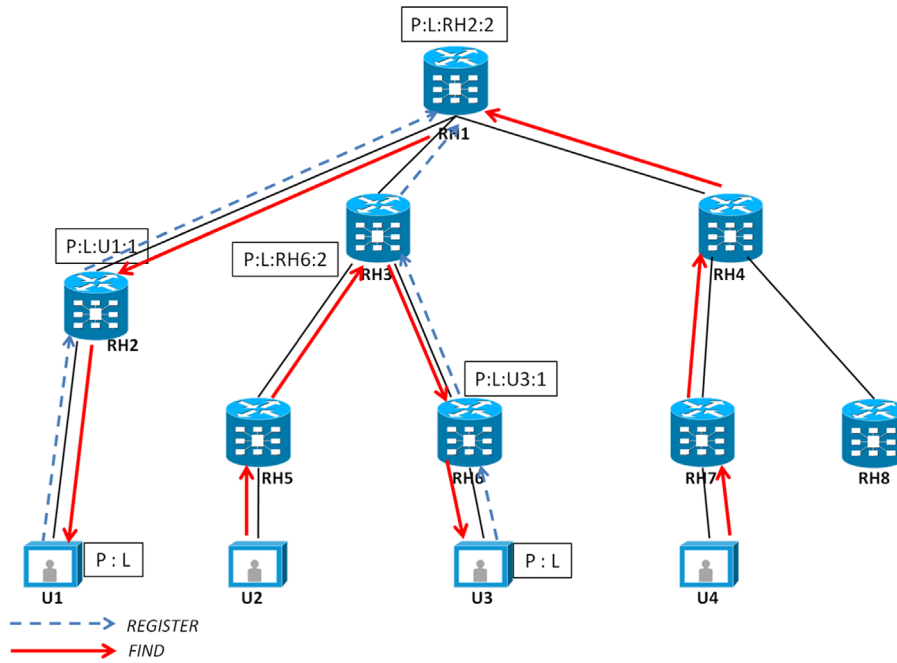 P:L:RH2:2
RH1
P:L:U1:1
P:L:RH6:2
RH3
RH4
RH2
P:L:U3:1
RH5
RH6
RH7
RH8
P : L
P : L
U1
U2
U3
U4
REGISTER
FIND